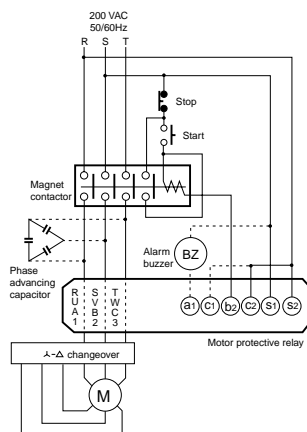 200 VAC
50/60Hz
R S T
Stop
Start
Magnet
contactor
Alarm
buzzer
BZ
Phase
advancing
capacitor
R S T
U V W
A B C
1 2 3
a1 c1 b2 c2 s1 s2
Motor protective relay
⅄-Δ changeover
M